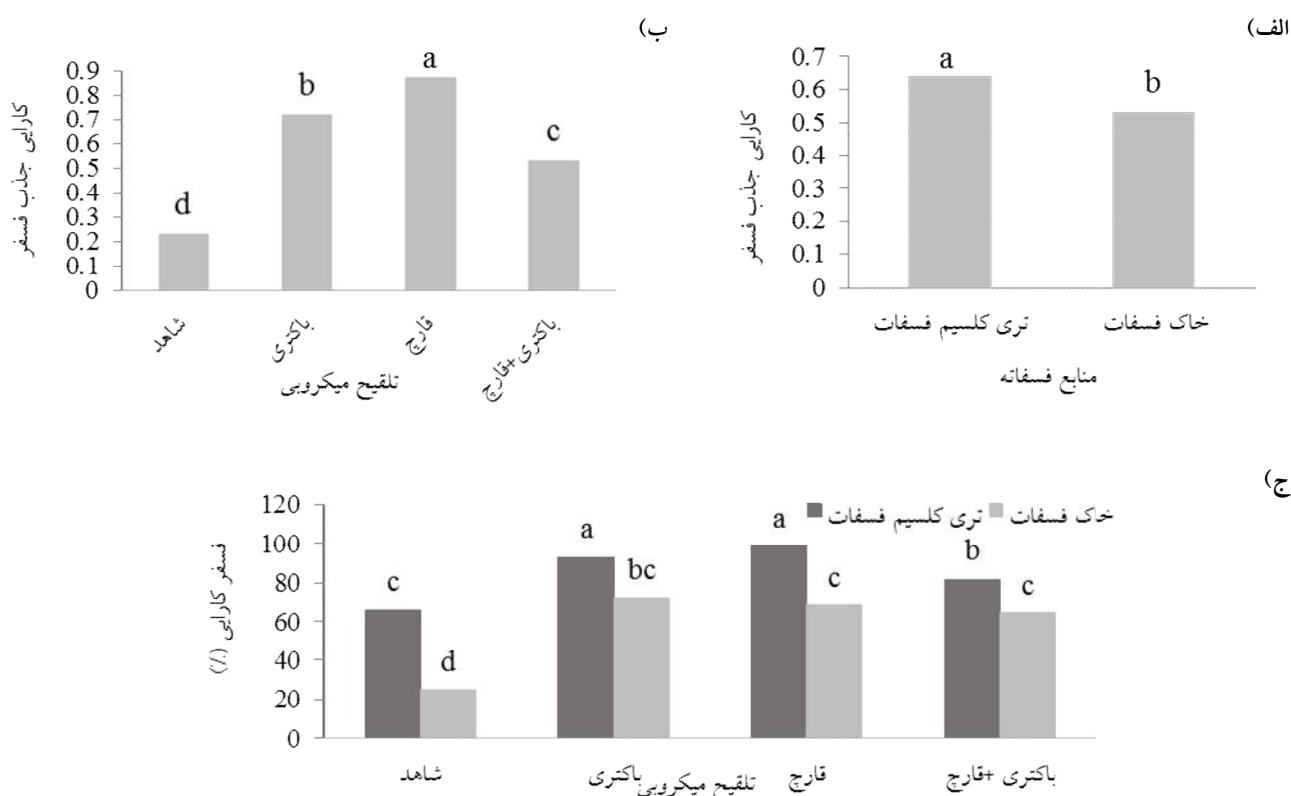 الف)
0.7
0.6
0.5
0.4
0.3
0.2
0.1
0
کارایی جذب فسفر
a
b
تری کلسیم فسفات
خاک فسفات
منابع فسفاته
ب)
0.9
0.8
0.7
0.6
0.5
0.4
0.3
0.2
0.1
0
کارایی جذب فسفر
d
b
a
c
شاهد
باکتری
قارچ
باکتری+قارچ
تلقیح میکروبی
ج)
120
100
80
60
40
20
0
فسفر کارایی (٪)
تری کلسیم فسفات
خاک فسفات
c
d
a
bc
a
c
b
c
شاهد
باکتری
قارچ
باکتری +قارچ
تلقیح میکروبی